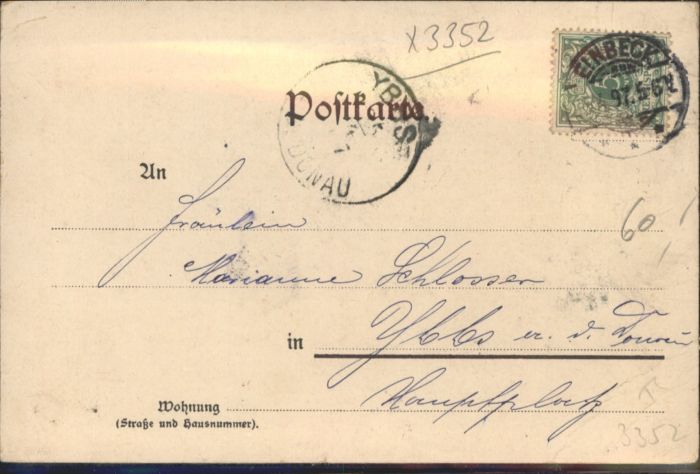 X3352
EINBECK
Postkarte.
YBBS
DONAU
An
Fräulein
Marianne Schlosser
60
in Ybbs a. d. Donau
Hauptplatz
Wohnung
(Straße und Hausnummer).
3352